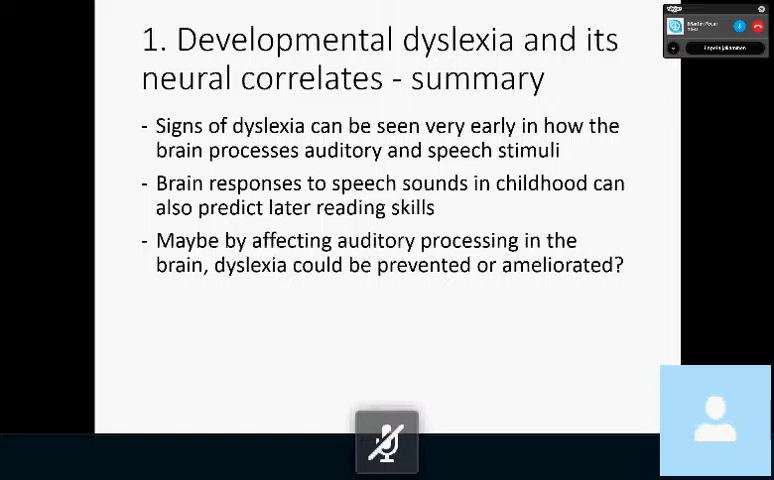 1. Developmental dyslexia and its
neural correlates - summary
- Signs of dyslexia can be seen very early in how the
brain processes auditory and speech stimuli
- Brain responses to speech sounds in childhood can
also predict later reading skills
- Maybe by affecting auditory processing in the
brain, dyslexia could be prevented or ameliorated?